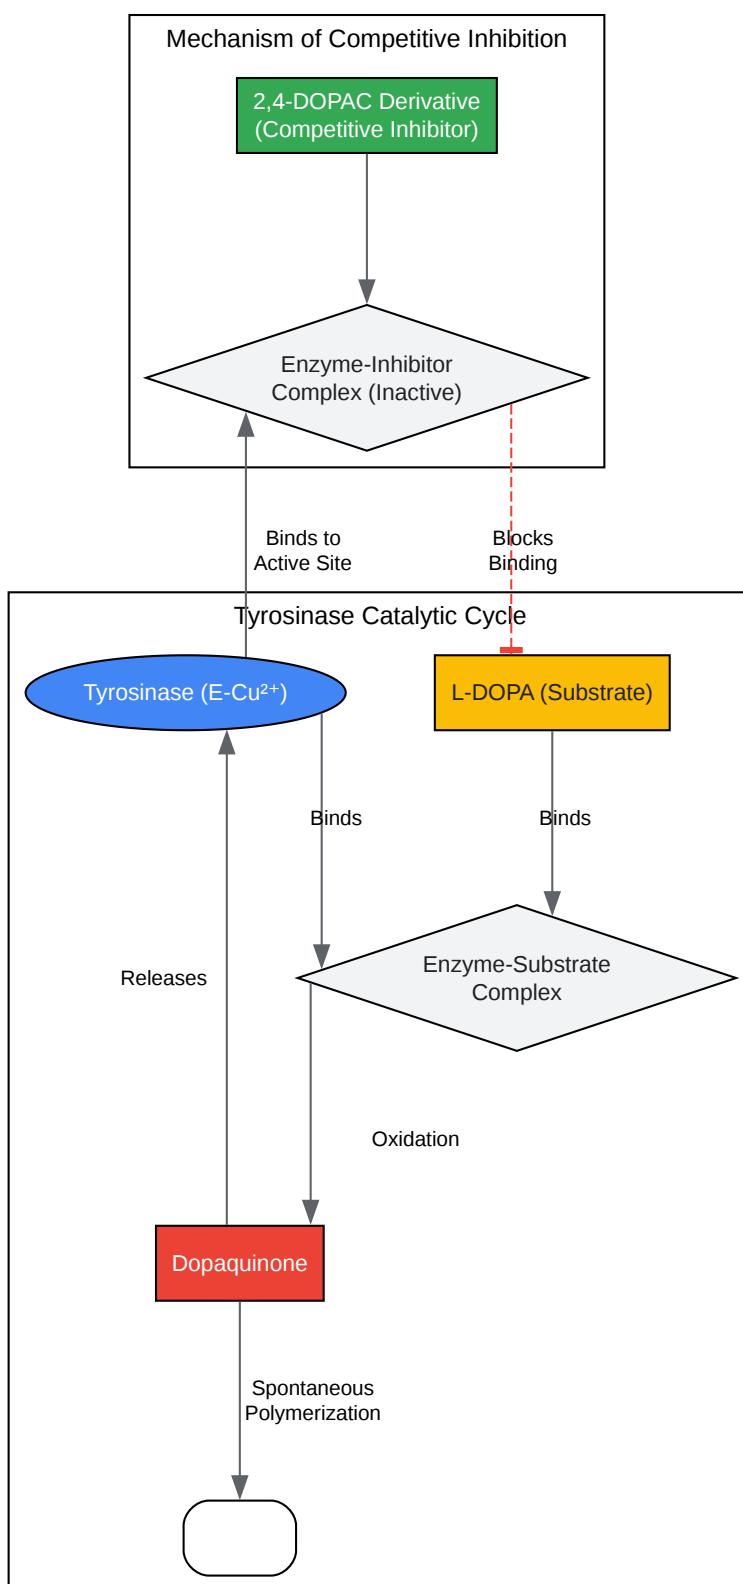 Mechanism of Competitive Inhibition
2,4-DOPAC Derivative
(Competitive Inhibitor)
Enzyme-Inhibitor
Complex (Inactive)
Binds to
Active Site
Blocks
Binding
Tyrosinase Catalytic Cycle
Tyrosinase (E-Cu²⁺)
L-DOPA (Substrate)
Binds
Binds
Enzyme-Substrate
Complex
Releases
Oxidation
Dopaquinone
Spontaneous
Polymerization